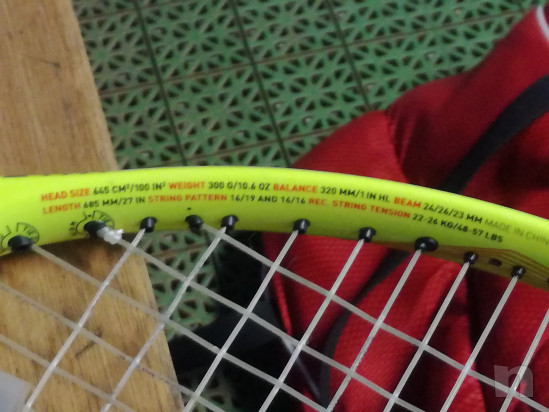 HEAD SIZE 645 CM²/100 IN² WEIGHT 300 G/10.6 OZ BALANCE 320 MM/1 IN HL BEAM 24/26/23 MM MADE IN CHINA
LENGTH 685 MM/27 IN STRING PATTERN 16/19 AND 16/16 REC. STRING TENSION 22-26 KG/48-57 LBS
n